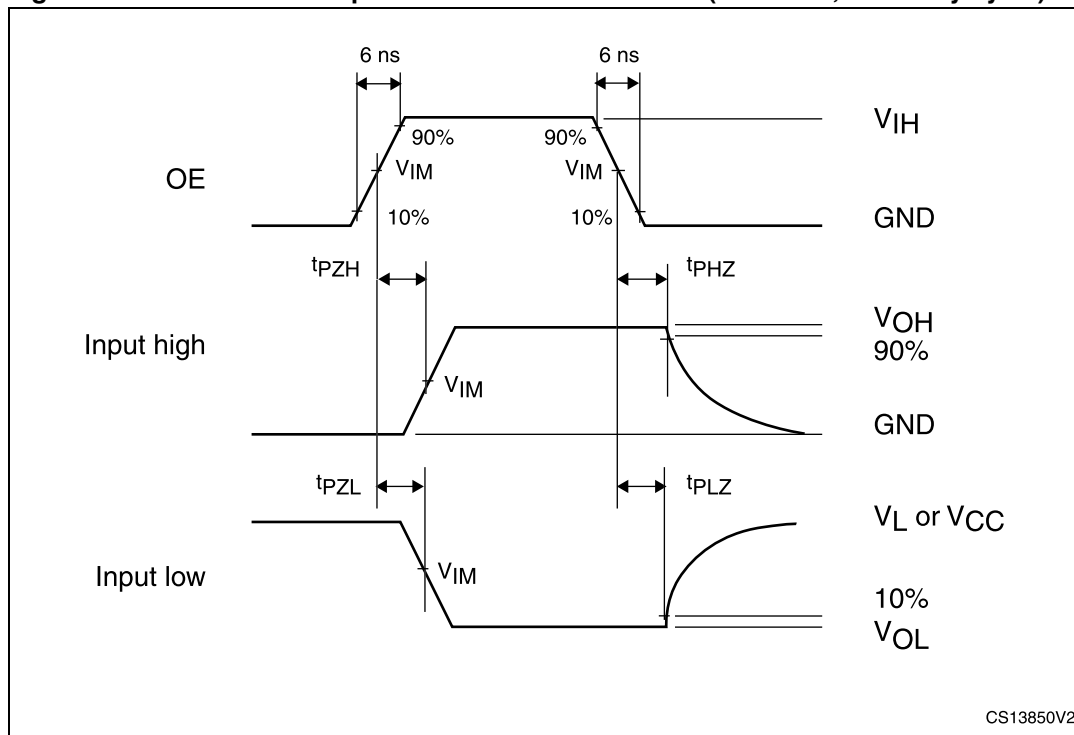 6 ns
6 ns
VIH
90%
90%
OE
VIM
VIM
10%
10%
GND
tPZH
tPHZ
VOH
Input high
90%
VIM
GND
tPZL
tPLZ
VL or VCC
Input low
VIM
10%
VOL
CS13850V2